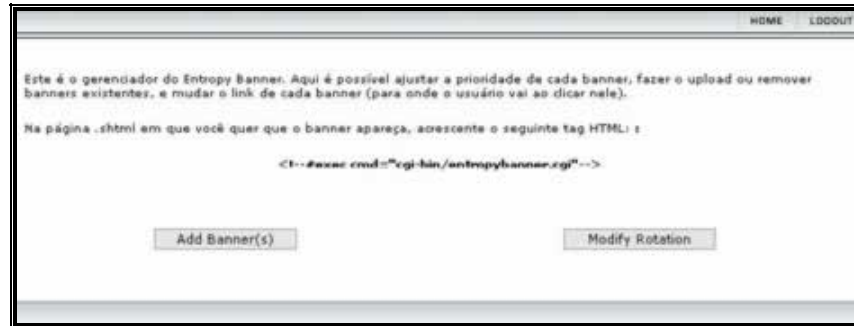 HOME LOGOUT
Este é o gerenciador do Entropy Banner. Aqui é possível ajustar a prioridade de cada banner, fazer o upload ou remover
banners existentes, e mudar o link de cada banner (para onde o usuário vai ao clicar nele).
Na página .shtml em que você quer que o banner apareça, acrescente o seguinte tag HTML: :
<!--#exec cmd="cgi-bin/entropybanner.cgi"-->
Add Banner(s) Modify Rotation